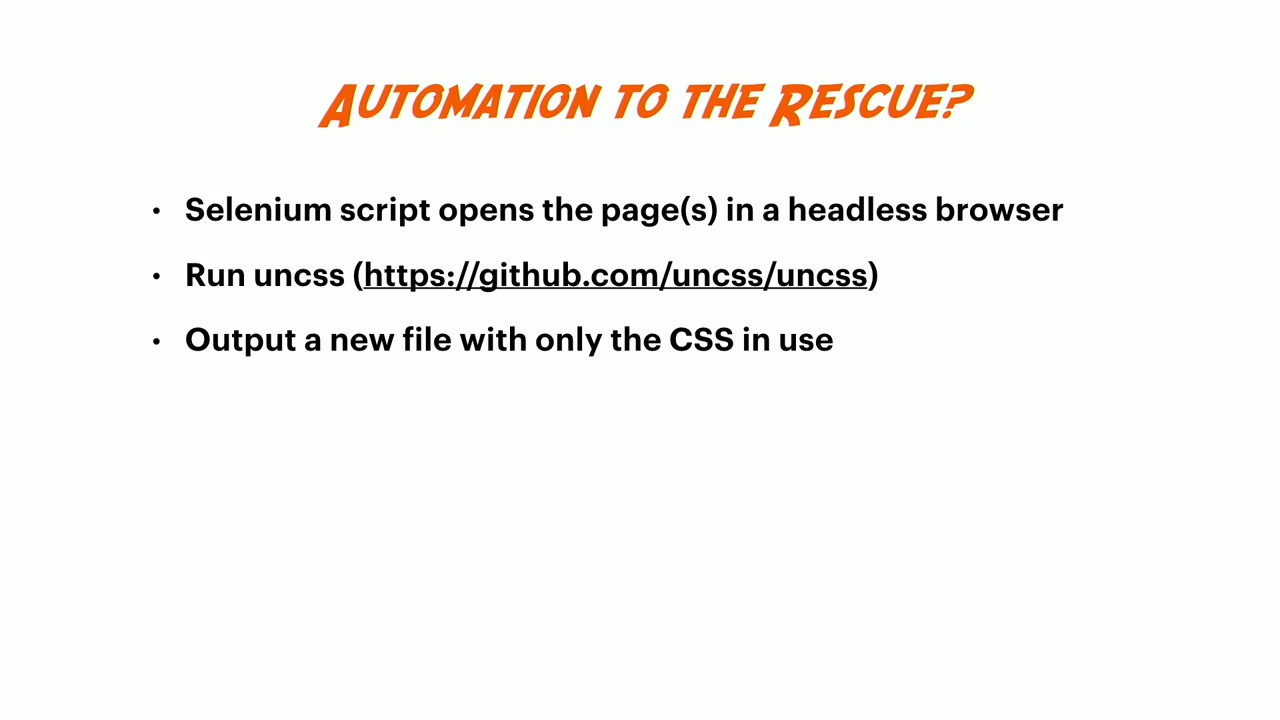 Automation to the Rescue?
• Selenium script opens the page(s) in a headless browser
• Run uncss (https://github.com/uncss/uncss)
• Output a new file with only the CSS in use